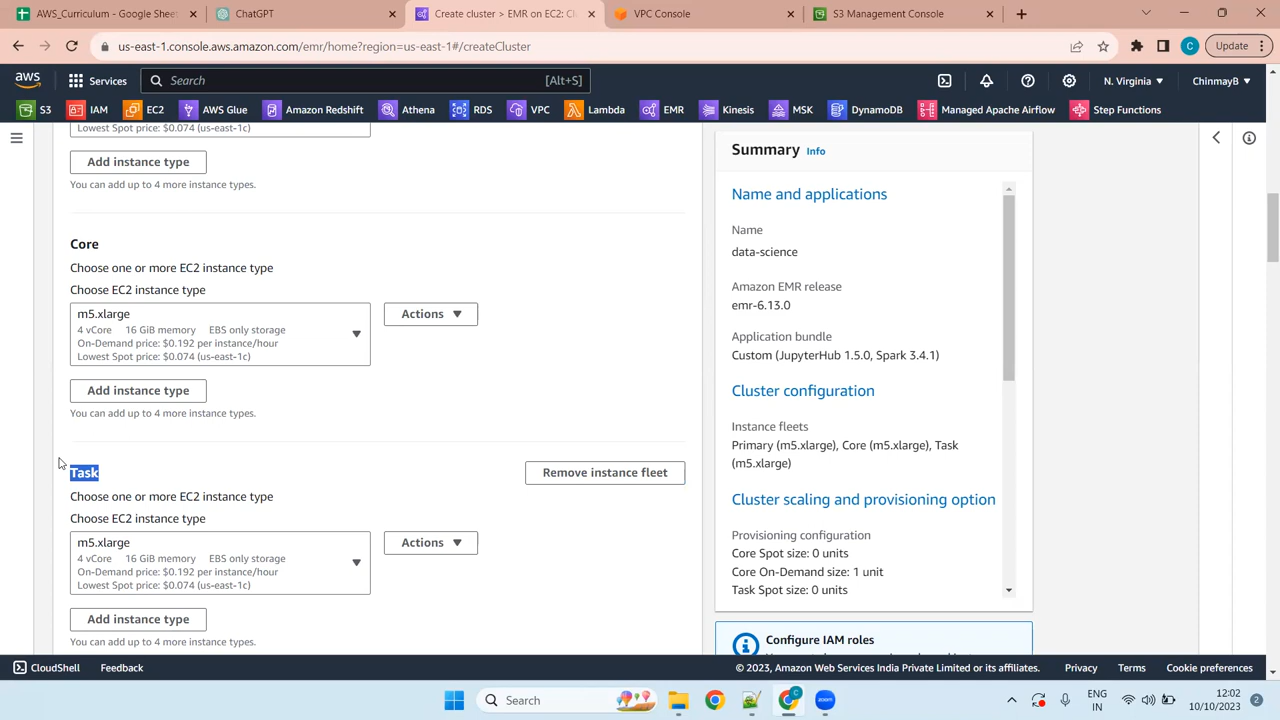 AWS_Curriculum - Google Sheet
ChatGPT
Create cluster > EMR on EC2: Cl
VPC Console
S3 Management Console
us-east-1.console.aws.amazon.com/emr/home?region=us-east-1#/createCluster
C
Update
aws
Services
Search
[Alt+S]
N. Virginia
ChinmayB
S3
IAM
EC2
AWS Glue
Amazon Redshift
Athena
RDS
VPC
Lambda
EMR
Kinesis
MSK
DynamoDB
Managed Apache Airflow
Step Functions
Lowest Spot price: $0.074 (us-east-1c)
Add instance type
You can add up to 4 more instance types.
Core
Choose one or more EC2 instance type
Choose EC2 instance type
m5.xlarge
4 vCore 16 GiB memory EBS only storage
On-Demand price: $0.192 per instance/hour
Lowest Spot price: $0.074 (us-east-1c)
Actions
Add instance type
You can add up to 4 more instance types.
Task
Remove instance fleet
Choose one or more EC2 instance type
Choose EC2 instance type
m5.xlarge
4 vCore 16 GiB memory EBS only storage
On-Demand price: $0.192 per instance/hour
Lowest Spot price: $0.074 (us-east-1c)
Actions
Add instance type
You can add up to 4 more instance types.
Summary Info
Name and applications
Name
data-science
Amazon EMR release
emr-6.13.0
Application bundle
Custom (JupyterHub 1.5.0, Spark 3.4.1)
Cluster configuration
Instance fleets
Primary (m5.xlarge), Core (m5.xlarge), Task
(m5.xlarge)
Cluster scaling and provisioning option
Provisioning configuration
Core Spot size: 0 units
Core On-Demand size: 1 unit
Task Spot size: 0 units
Configure IAM roles
CloudShell
Feedback
© 2023, Amazon Web Services India Private Limited or its affiliates.
Privacy
Terms
Cookie preferences
Search
ENG
IN
12:02
10/10/2023
2